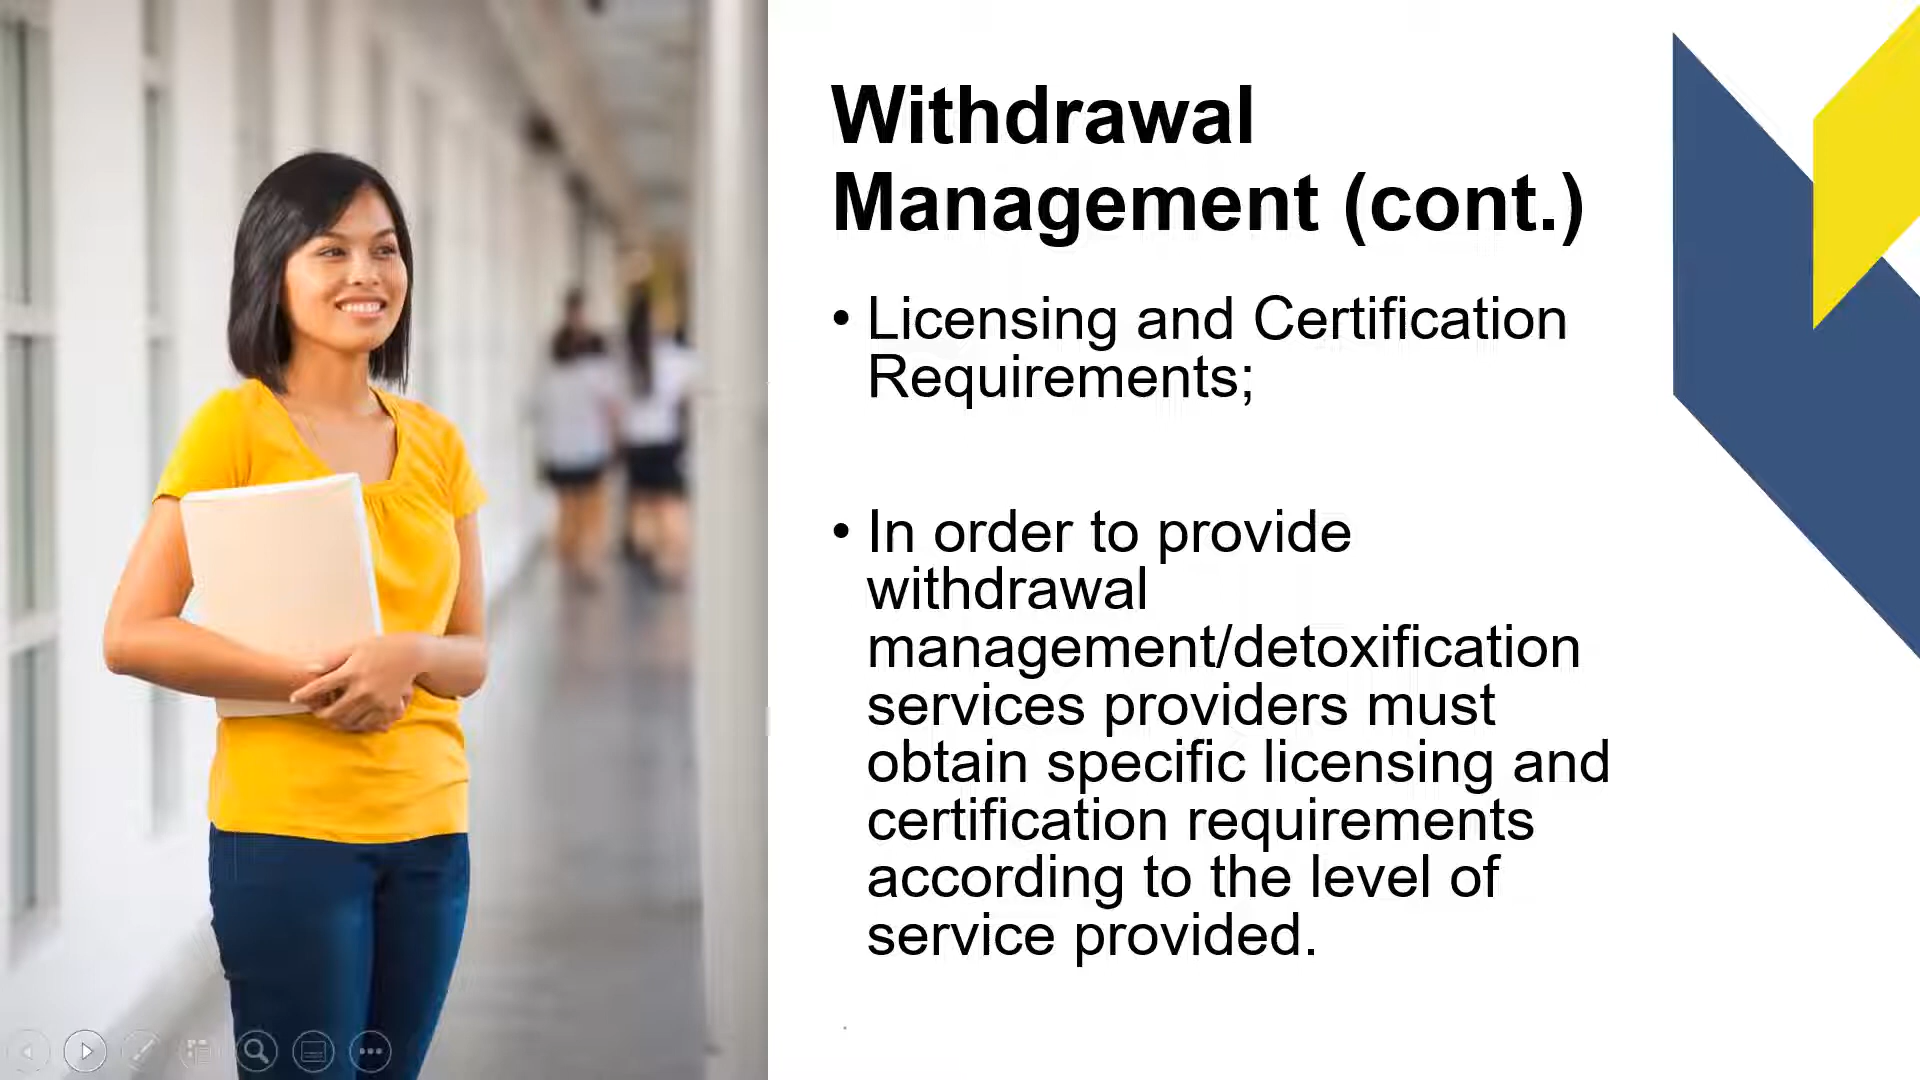 Withdrawal
Management (cont.)
• Licensing and Certification
Requirements;
• In order to provide
withdrawal
management/detoxification
services providers must
obtain specific licensing and
certification requirements
according to the level of
service provided.